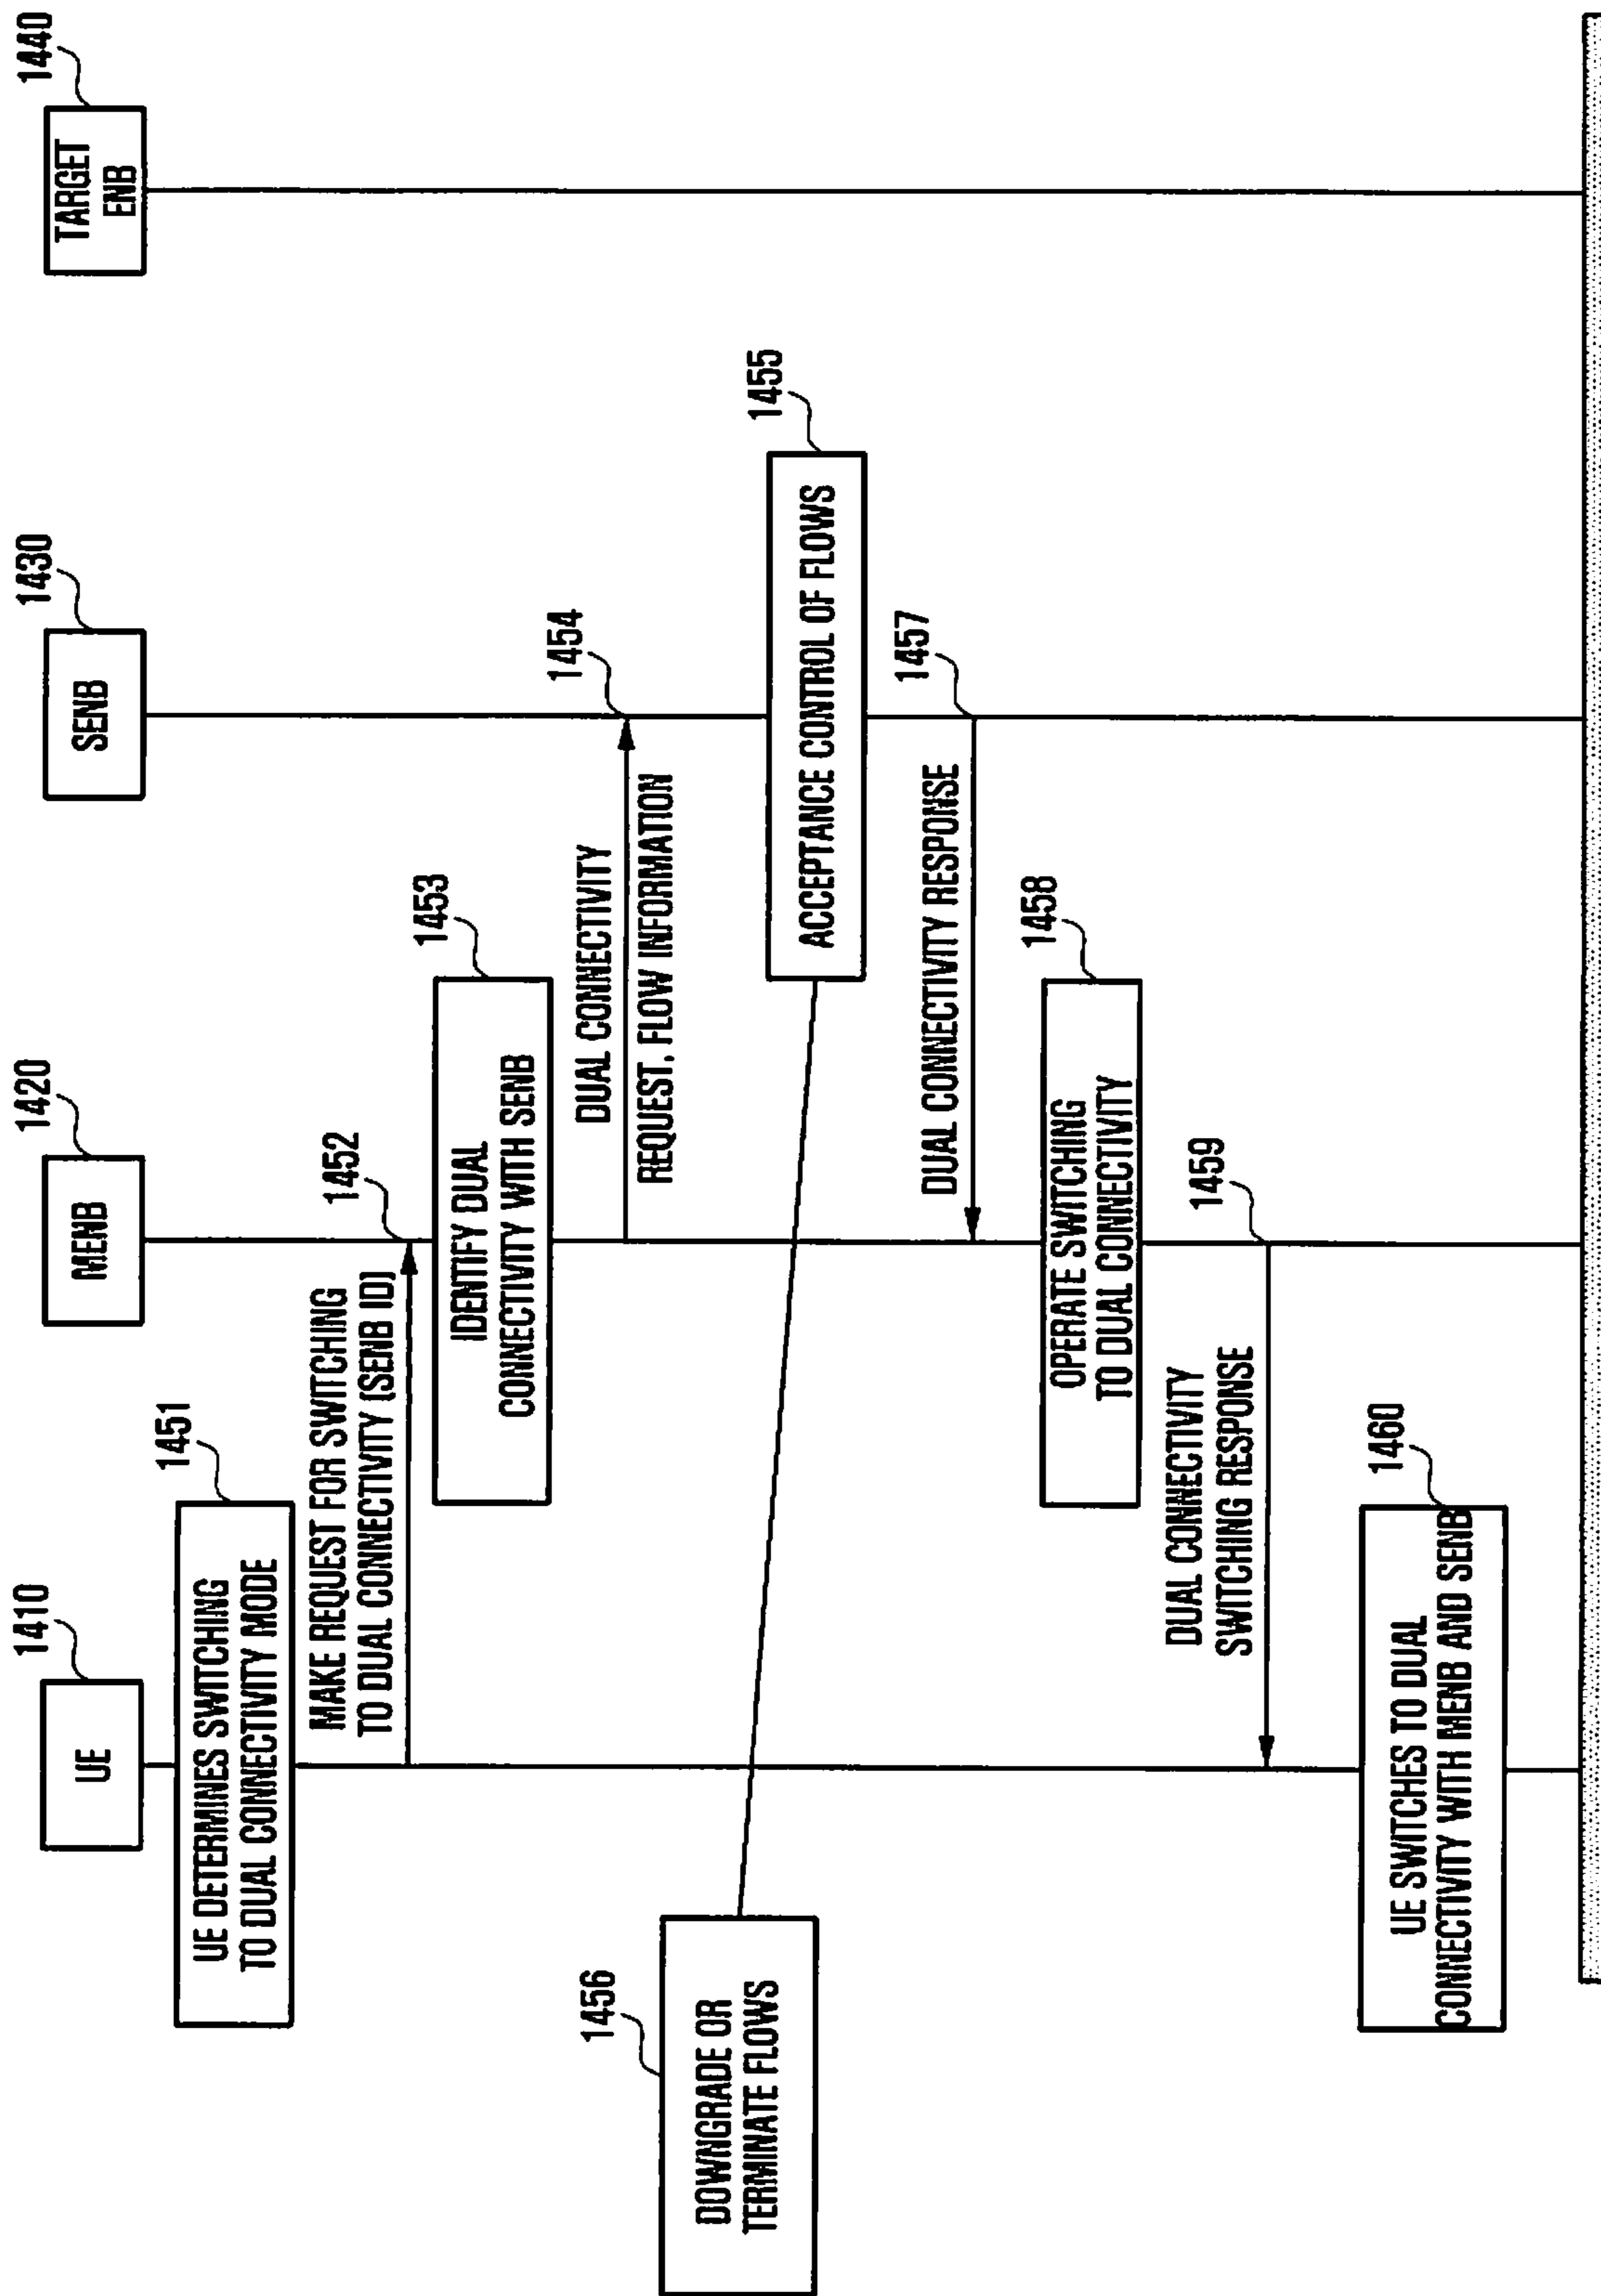 1410
UE
1420
MENB
1430
SENB
1440
TARGET
ENB
1451
UE DETERMINES SWITCHING
TO DUAL CONNECTIVITY MODE
1452
MAKE REQUEST FOR SWITCHING
TO DUAL CONNECTIVITY (SENB ID)
1453
IDENTIFY DUAL
CONNECTIVITY WTH SENB
1454
DUAL CONNECTIVITY
REQUEST, FLOW INFORMATION
1455
ACCEPTANCE CONTROL OF FLOWS
1456
DOWNGRADE OR
TERMINATE FLOWS
1457
DUAL CONNECTIVITY RESPONSE
1458
OPERATE SWITCHING
TO DUAL CONNECTIVITY
1459
DUAL CONNECTIVITY
SWITCHING RESPONSE
1460
UE SWITCHES TO DUAL
CONNECTIVITY WITH MENB AND SENB